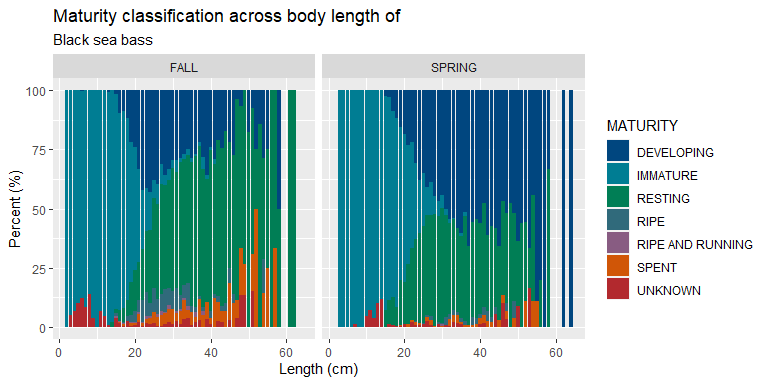 Maturity classification across body length of
Black sea bass
FALL
SPRING
100
75
50
25
0
Percent (%)
0 20 40 60
0 20 40 60
Length (cm)
MATURITY
DEVELOPING
IMMATURE
RESTING
RIPE
RIPE AND RUNNING
SPENT
UNKNOWN